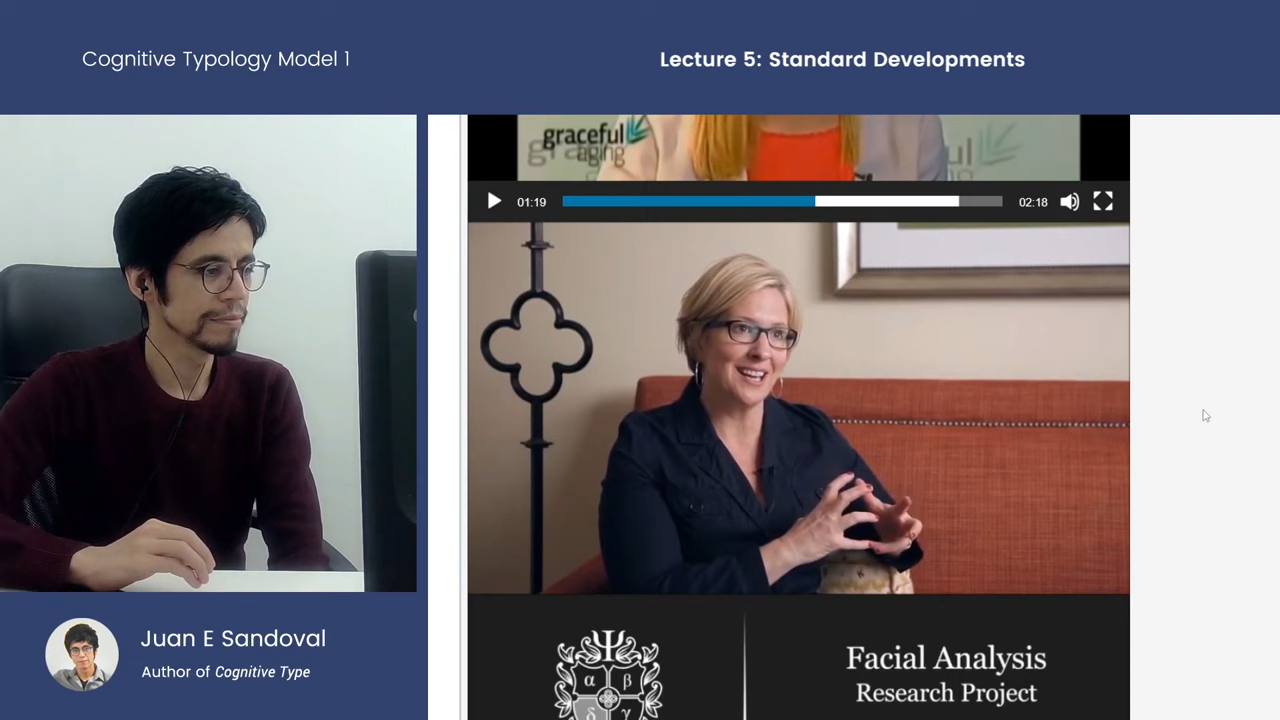 Cognitive Typology Model 1
Lecture 5: Standard Developments
graceful
aging
01:19
02:18
Juan E Sandoval
Author of Cognitive Type
Ψ
α β
δ γ
Facial Analysis
Research Project